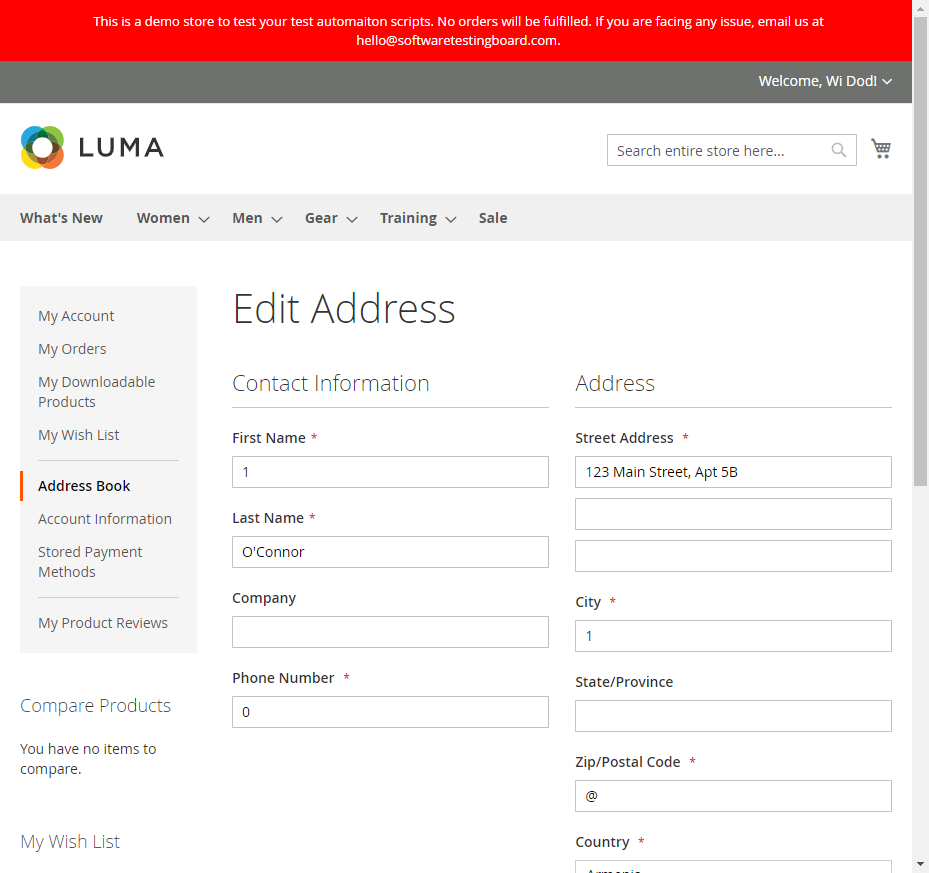 This is a demo store to test your test automaiton scripts. No orders will be fulfilled. If you are facing any issue, email us at
hello@softwaretestingboard.com.
Welcome, Wi Dod!
LUMA
Search entire store here...
What's New Women Men Gear Training Sale
My Account
My Orders
My Downloadable
Products
My Wish List
Address Book
Account Information
Stored Payment
Methods
My Product Reviews
Compare Products
You have no items to
compare.
My Wish List
Edit Address
Contact Information
First Name *
1
Last Name *
O'Connor
Company
Phone Number *
0
Address
Street Address *
123 Main Street, Apt 5B
City *
1
State/Province
Zip/Postal Code *
@
Country *